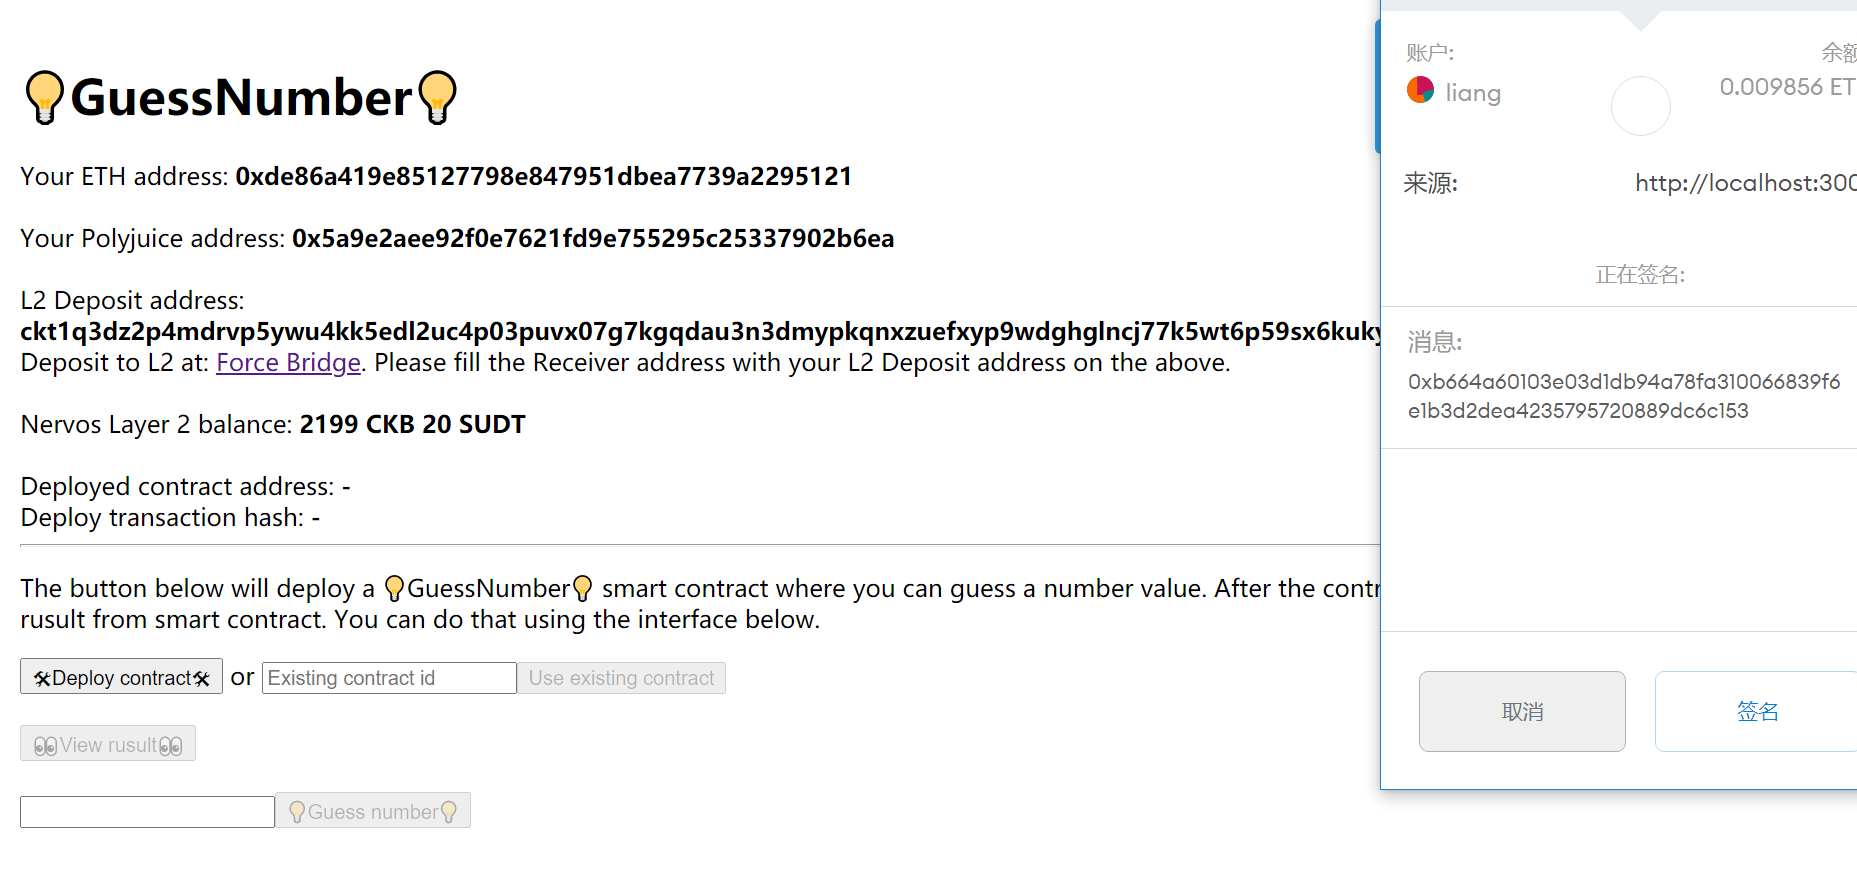 💡GuessNumber💡
Your ETH address: 0xde86a419e85127798e847951dbea7739a2295121
Your Polyjuice address: 0x5a9e2aee92f0e7621fd9e755295c25337902b6ea
L2 Deposit address:
ckt1q3dz2p4mdrvp5ywu4kk5edl2uc4p03puvx07g7kgqdau3n3dmypkqnxzuefxyp9wdghglncj77k5wt6p59sx6kuky
Deposit to L2 at: Force Bridge. Please fill the Receiver address with your L2 Deposit address on the above.
Nervos Layer 2 balance: 2199 CKB 20 SUDT
Deployed contract address: -
Deploy transaction hash: -
The button below will deploy a 💡GuessNumber💡 smart contract where you can guess a number value. After the contr
rusult from smart contract. You can do that using the interface below.
🛠Deploy contract🛠 or Existing contract id Use existing contract
👀View rusult👀
💡Guess number💡
账户:
余额
liang
0.009856 ET
来源:
http://localhost:300
正在签名:
消息:
0xb664a60103e03d1db94a78fa310066839f6
e1b3d2dea4235795720889dc6c153
取消
签名